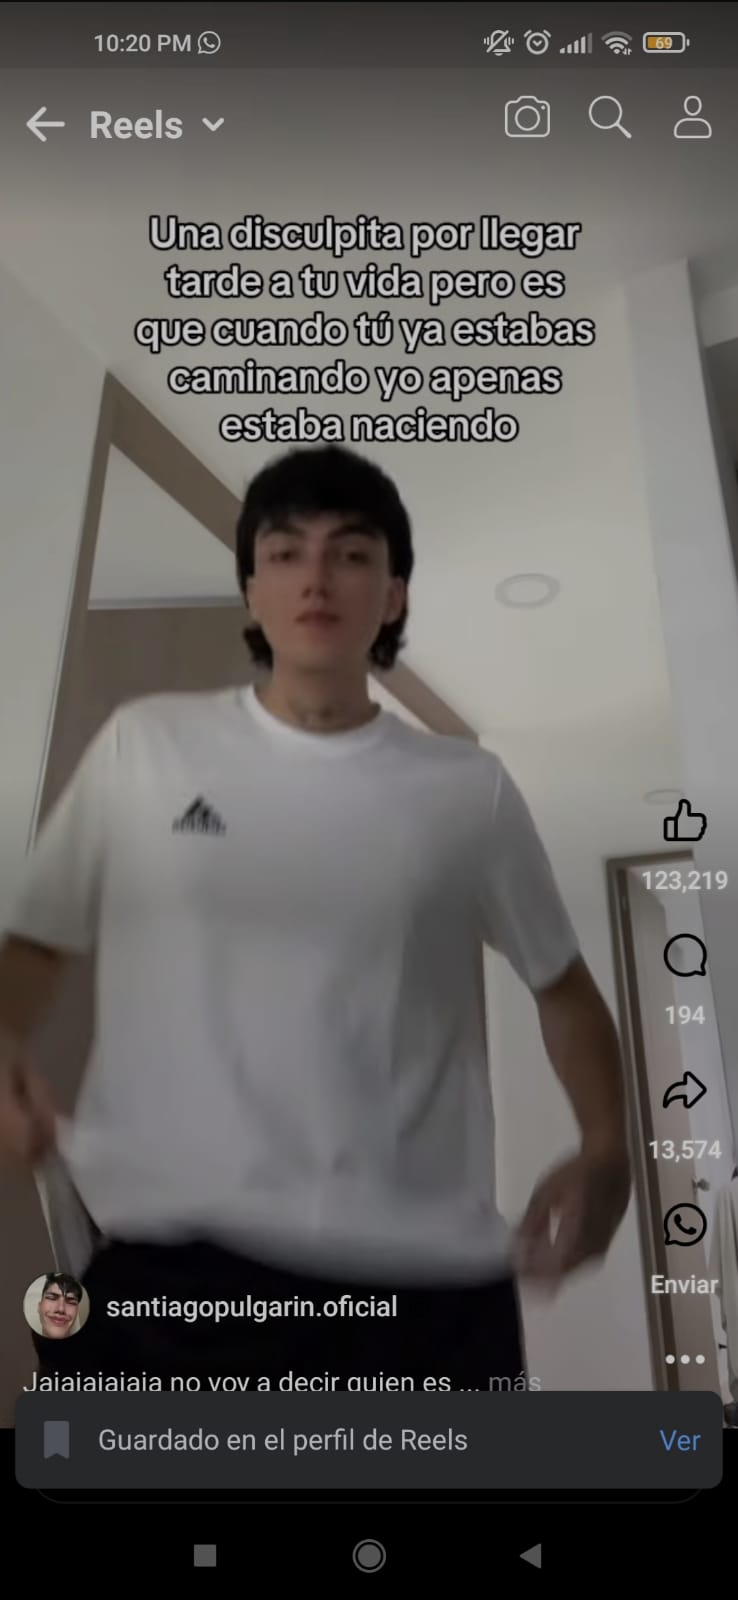 10:20 PM
69
Reels
Una disculpita por llegar
tarde a tu vida pero es
que cuando tú ya estabas
caminando yo apenas
estaba naciendo
123,219
194
13,574
Enviar
santiagopulgarin.oficial
Jajajajajaja no voy a decir quien es ... más
Guardado en el perfil de Reels
Ver